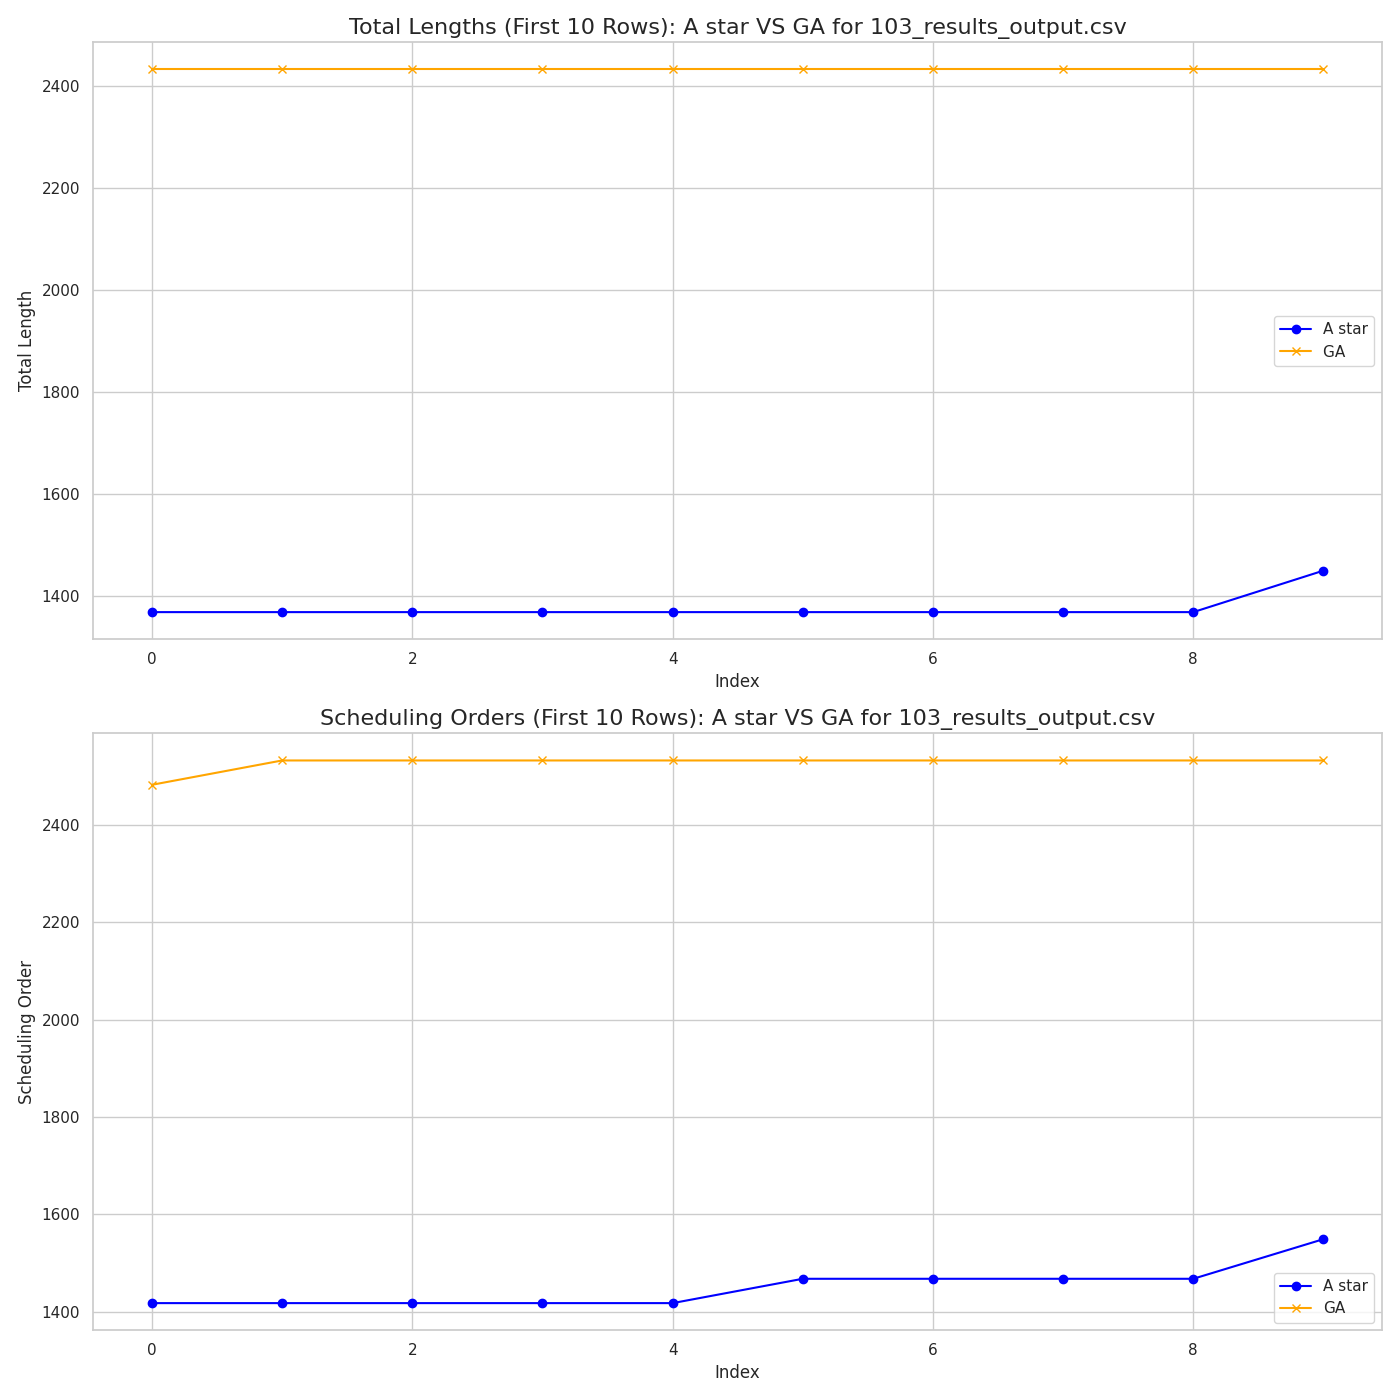 Total Lengths (First 10 Rows): A star VS GA for 103_results_output.csv
2400
2200
2000
1800
1600
1400
Total Length
A star
GA
0 2 4 6 8
Index
Scheduling Orders (First 10 Rows): A star VS GA for 103_results_output.csv
2400
2200
2000
1800
1600
1400
Scheduling Order
A star
GA
0 2 4 6 8
Index